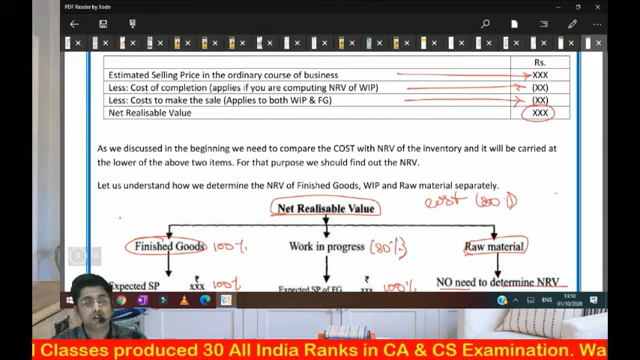 PDF Reader by Xodo
Rs.
Estimated Selling Price in the ordinary course of business XXX
Less: Cost of completion (applies if you are computing NRV of WIP) (XX)
Less: Costs to make the sale (Applies to both WIP & FG) (XX)
Net Realisable Value XXX
As we discussed in the beginning we need to compare the COST with NRV of the inventory and it will be carried at
the lower of the above two items. For that purpose we should find out the NRV.
Let us understand how we determine the NRV of Finished Goods, WIP and Raw material separately.
Net Realisable Value cost (80%)
Finished Goods 100% Work in progress (80%) Raw material
₹ ₹
Expected SP xxx 100% Expected SP of FG xxx 100% NO need to determine NRV
ENG 13:50
01/10/2020
l Classes produced 30 All India Ranks in CA & CS Examination. Wa